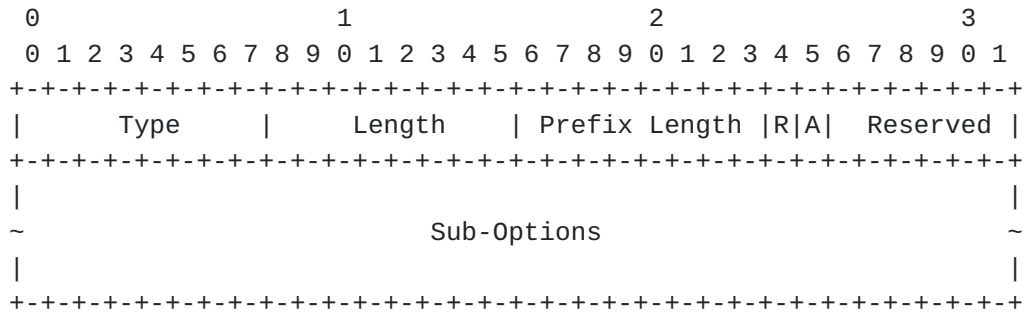 0                   1                   2                   3
 0 1 2 3 4 5 6 7 8 9 0 1 2 3 4 5 6 7 8 9 0 1 2 3 4 5 6 7 8 9 0 1
+-+-+-+-+-+-+-+-+-+-+-+-+-+-+-+-+-+-+-+-+-+-+-+-+-+-+-+-+-+-+-+-+
|      Type     |     Length    | Prefix Length |R|A|  Reserved |
+-+-+-+-+-+-+-+-+-+-+-+-+-+-+-+-+-+-+-+-+-+-+-+-+-+-+-+-+-+-+-+-+
|                                                               |
~                          Sub-Options                          ~
|                                                               |
+-+-+-+-+-+-+-+-+-+-+-+-+-+-+-+-+-+-+-+-+-+-+-+-+-+-+-+-+-+-+-+-+